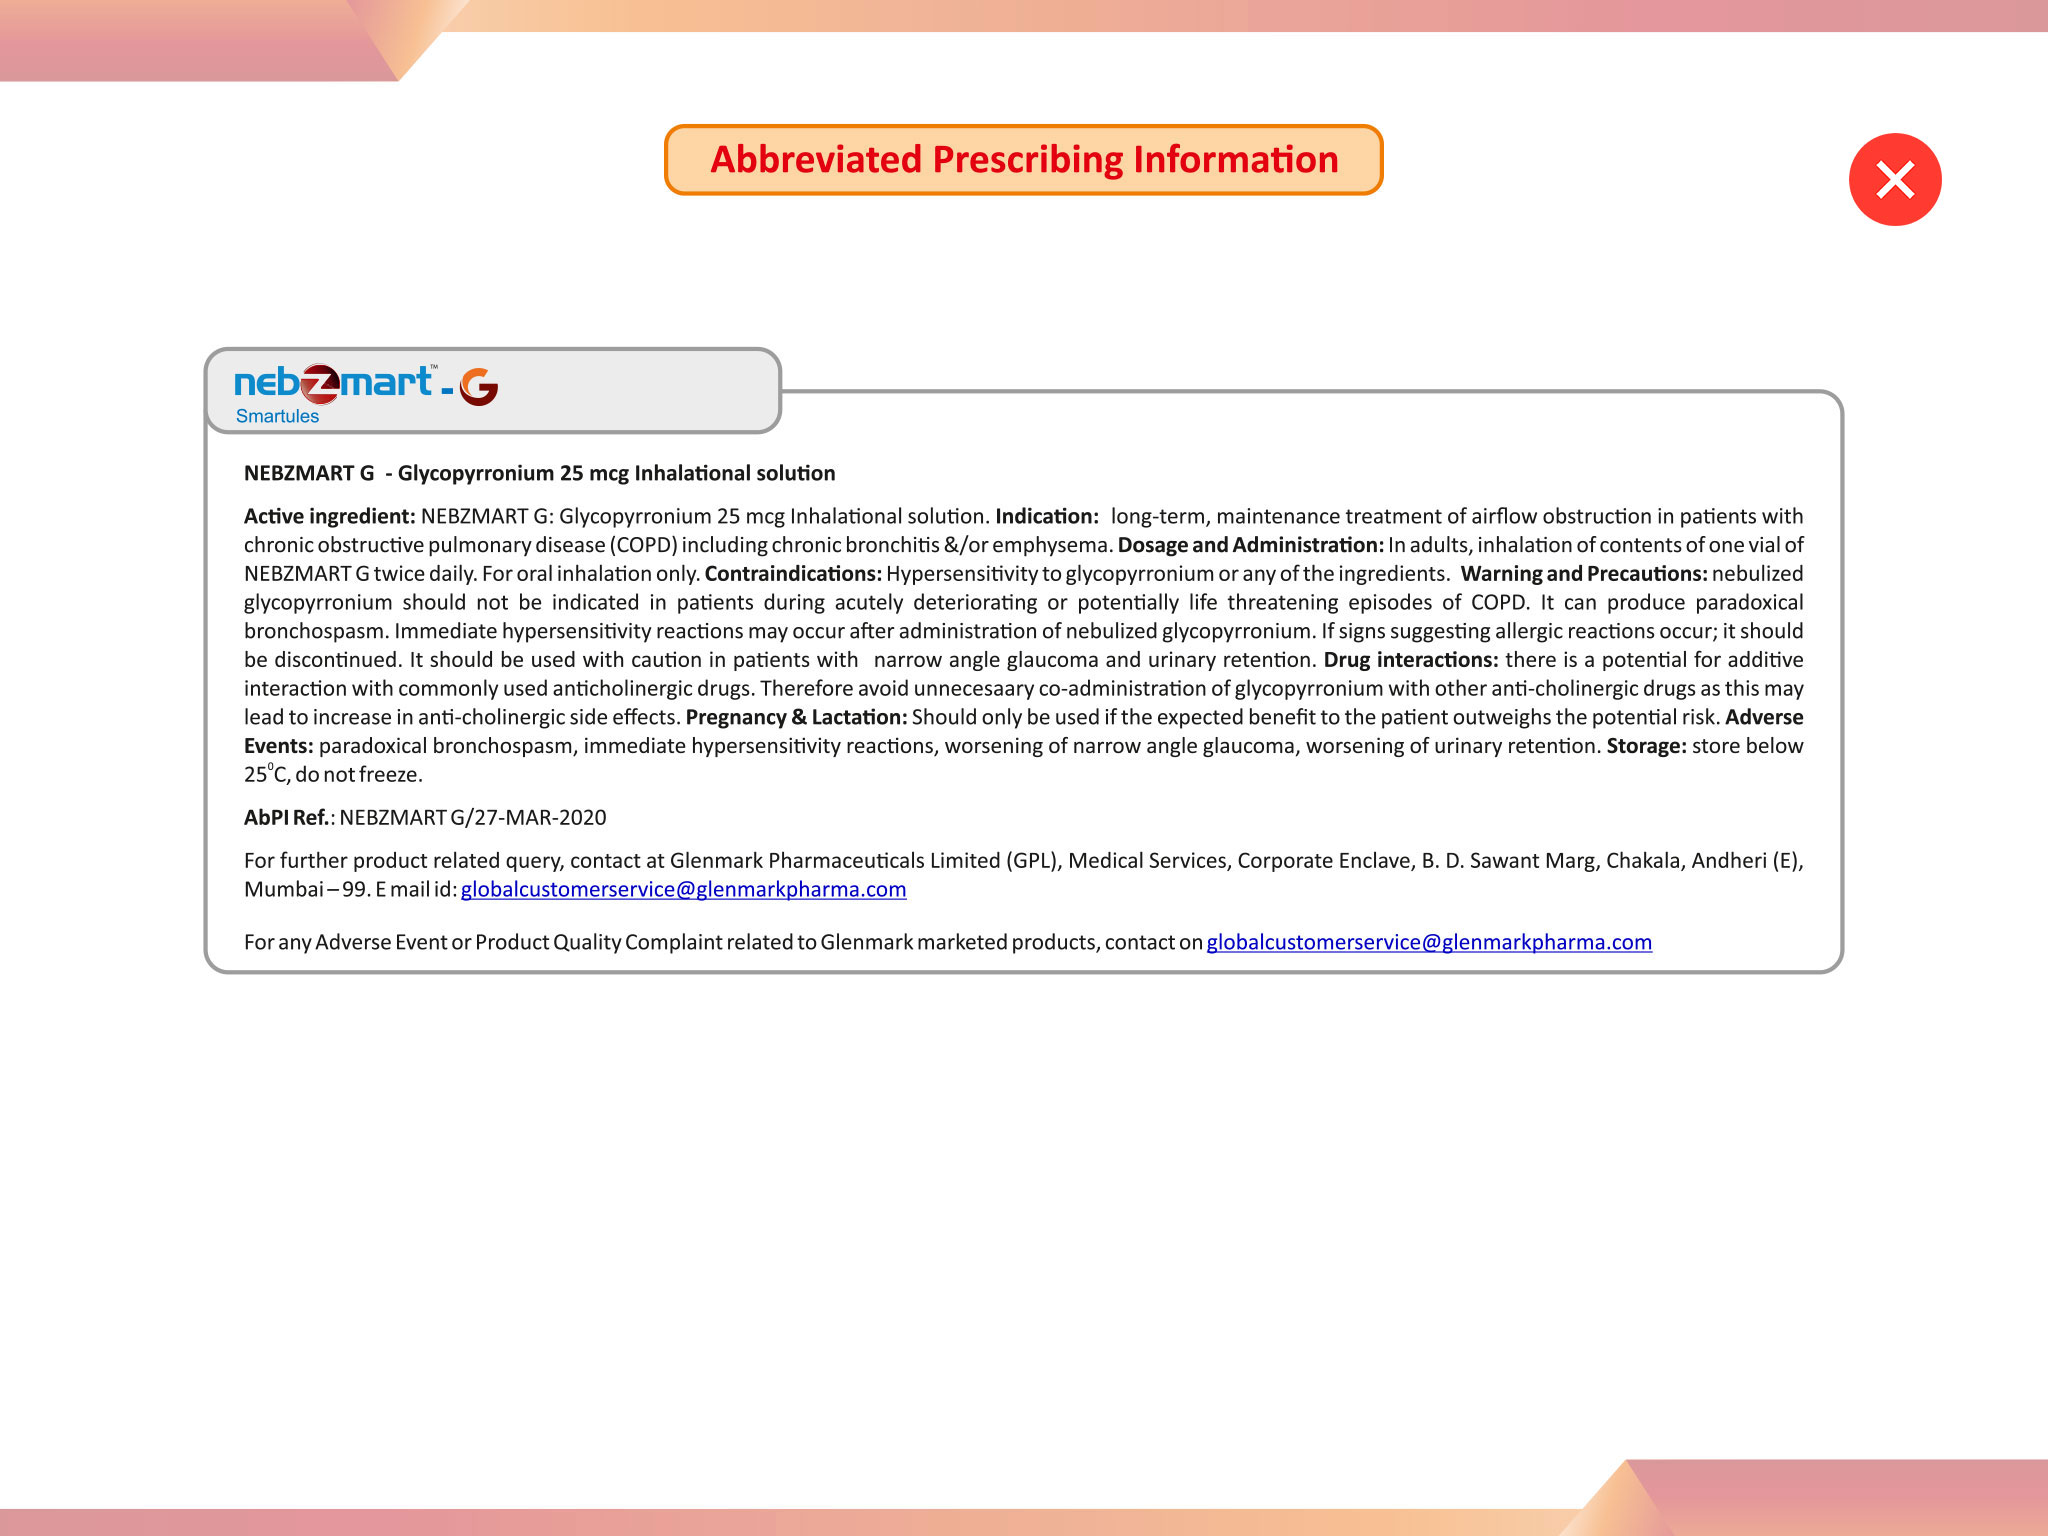 Abbreviated Prescribing Information
nebzmart™-G
Smartules
NEBZMART G - Glycopyrronium 25 mcg Inhalational solution
Active ingredient: NEBZMART G: Glycopyrronium 25 mcg Inhalational solution. Indication: long-term, maintenance treatment of airflow obstruction in patients with
chronic obstructive pulmonary disease (COPD) including chronic bronchitis &/or emphysema. Dosage and Administration: In adults, inhalation of contents of one vial of
NEBZMART G twice daily. For oral inhalation only. Contraindications: Hypersensitivity to glycopyrronium or any of the ingredients. Warning and Precautions: nebulized
glycopyrronium should not be indicated in patients during acutely deteriorating or potentially life threatening episodes of COPD. It can produce paradoxical
bronchospasm. Immediate hypersensitivity reactions may occur after administration of nebulized glycopyrronium. If signs suggesting allergic reactions occur; it should
be discontinued. It should be used with caution in patients with narrow angle glaucoma and urinary retention. Drug interactions: there is a potential for additive
interaction with commonly used anticholinergic drugs. Therefore avoid unnecesaary co-administration of glycopyrronium with other anti-cholinergic drugs as this may
lead to increase in anti-cholinergic side effects. Pregnancy & Lactation: Should only be used if the expected benefit to the patient outweighs the potential risk. Adverse
Events: paradoxical bronchospasm, immediate hypersensitivity reactions, worsening of narrow angle glaucoma, worsening of urinary retention. Storage: store below
25⁰C, do not freeze.
AbPI Ref.: NEBZMART G/27-MAR-2020
For further product related query, contact at Glenmark Pharmaceuticals Limited (GPL), Medical Services, Corporate Enclave, B. D. Sawant Marg, Chakala, Andheri (E),
Mumbai – 99. E mail id: globalcustomerservice@glenmarkpharma.com
For any Adverse Event or Product Quality Complaint related to Glenmark marketed products, contact on globalcustomerservice@glenmarkpharma.com